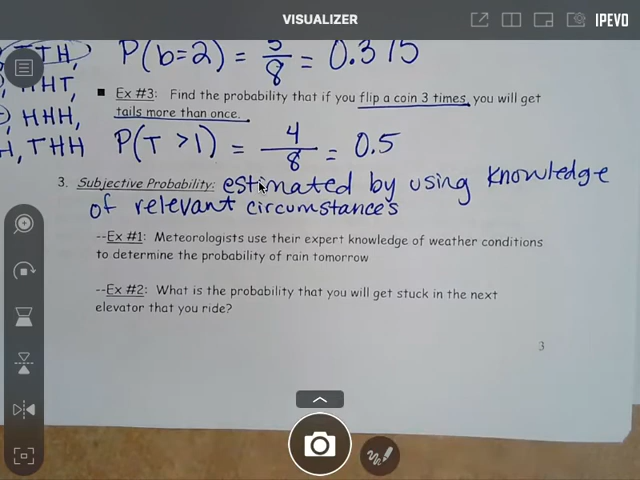 VISUALIZER
IPEVO
TTH,
P(b=2) = 3/8 = 0.375
HHT,
■ Ex #3: Find the probability that if you flip a coin 3 times, you will get
tails more than once.
HHH,
H, THH P(T >1) = 4/8 = 0.5
3. Subjective Probability: estimated by using knowledge
of relevant circumstances
--Ex #1: Meteorologists use their expert knowledge of weather conditions
to determine the probability of rain tomorrow
--Ex #2: What is the probability that you will get stuck in the next
elevator that you ride?
3